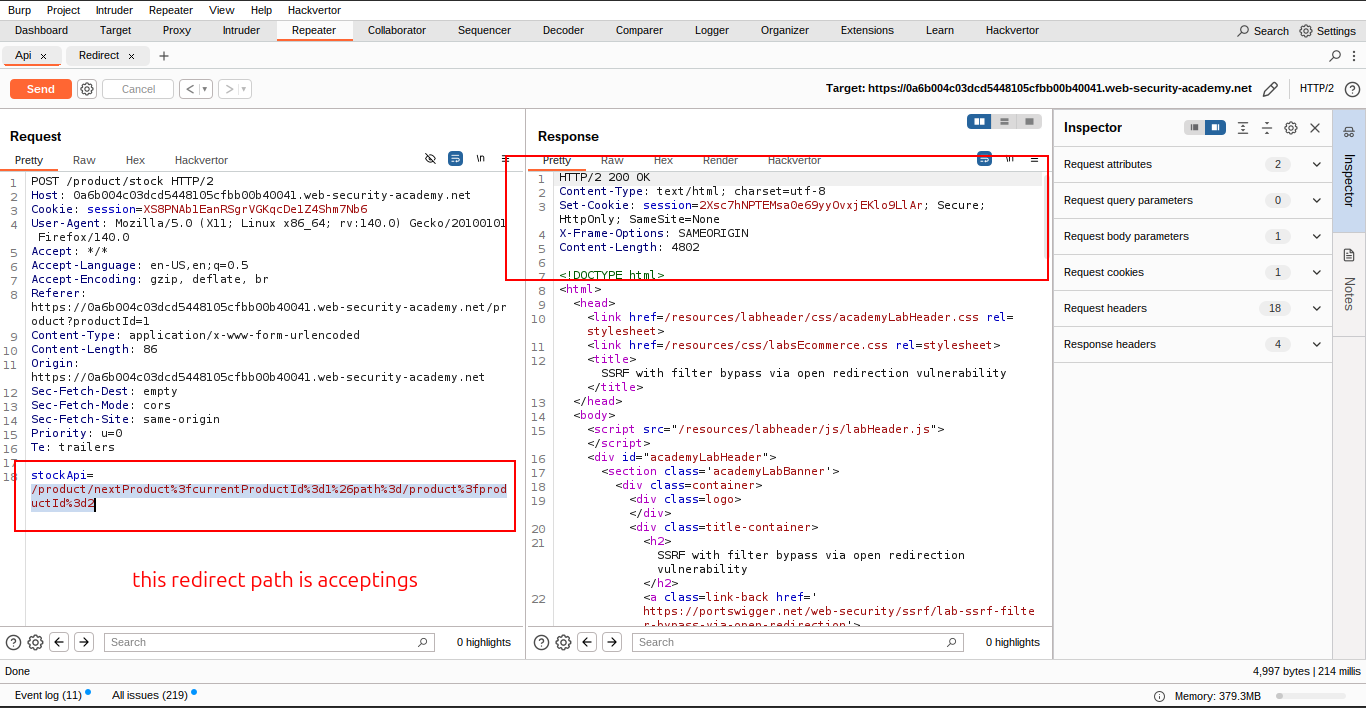 Burp Project Intruder Repeater View Help Hackvertor
Dashboard Target Proxy Intruder Repeater Collaborator Sequencer Decoder Comparer Logger Organizer Extensions Learn Hackvertor Search Settings
Api × Redirect × +
Send Cancel < > Target: https://0a6b004c03dcd5448105cfbb00b40041.web-security-academy.net HTTP/2
Request
Pretty Raw Hex Hackvertor \n
1 POST /product/stock HTTP/2
2 Host: 0a6b004c03dcd5448105cfbb00b40041.web-security-academy.net
3 Cookie: session=XS8PNAb1EanRSgrVGKqcDe1Z4Shm7Nb6
4 User-Agent: Mozilla/5.0 (X11; Linux x86_64; rv:140.0) Gecko/20100101
Firefox/140.0
5 Accept: */*
6 Accept-Language: en-US,en;q=0.5
7 Accept-Encoding: gzip, deflate, br
8 Referer:
https://0a6b004c03dcd5448105cfbb00b40041.web-security-academy.net/pr
oduct?productId=1
9 Content-Type: application/x-www-form-urlencoded
10 Content-Length: 86
11 Origin:
https://0a6b004c03dcd5448105cfbb00b40041.web-security-academy.net
12 Sec-Fetch-Dest: empty
13 Sec-Fetch-Mode: cors
14 Sec-Fetch-Site: same-origin
15 Priority: u=0
16 Te: trailers
17
18 stockApi=
/product/nextProduct%3fcurrentProductId%3d1%26path%3d/product%3fprod
uctId%3d2
this redirect path is acceptings
Search 0 highlights
Response
Pretty Raw Hex Render Hackvertor \n
1 HTTP/2 200 OK
2 Content-Type: text/html; charset=utf-8
3 Set-Cookie: session=2Xsc7hNPTEMsa0e69yyOvxjEKlo9LlAr; Secure;
HttpOnly; SameSite=None
4 X-Frame-Options: SAMEORIGIN
5 Content-Length: 4802
6
7 <!DOCTYPE html>
8 <html>
9 <head>
10 <link href=/resources/labheader/css/academyLabHeader.css rel=
stylesheet>
11 <link href=/resources/css/labsEcommerce.css rel=stylesheet>
12 <title>
SSRF with filter bypass via open redirection vulnerability
</title>
13 </head>
14 <body>
15 <script src="/resources/labheader/js/labHeader.js">
</script>
16 <div id="academyLabHeader">
17 <section class='academyLabBanner'>
18 <div class=container>
19 <div class=logo>
</div>
20 <div class=title-container>
21 <h2>
SSRF with filter bypass via open redirection
vulnerability
</h2>
22 <a class=link-back href='
https://portswigger.net/web-security/ssrf/lab-ssrf-filte
r-bypass-via-open-redirection'>
Search 0 highlights
Inspector
Request attributes 2
Request query parameters 0
Request body parameters 1
Request cookies 1
Request headers 18
Response headers 4
Inspector
Notes
Done 4,997 bytes | 214 millis
Event log (11) All issues (219) Memory: 379.3MB